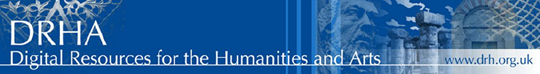 DRHA
Digital Resources for the Humanities and Arts
www.drh.org.uk